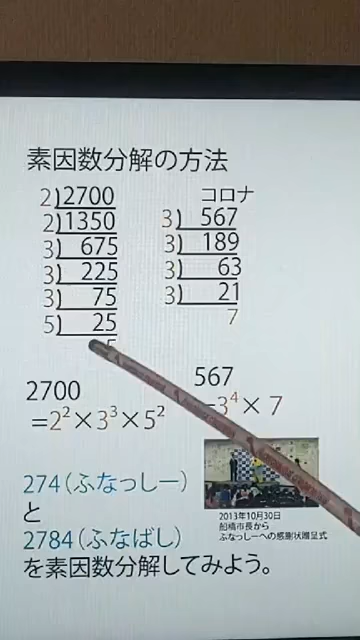 素因数分解の方法
2)2700
2)1350
3) 675
3) 225
3) 75
5) 25
5
コロナ
3) 567
3) 189
3) 63
3) 21
7
2700
=2²×3³×5²
567
=3⁴×7
274(ふなっしー)
と
2784(ふなばし)
を素因数分解してみよう。
2013年10月30日
船橋市長から
ふなっしーへの感謝状贈呈式